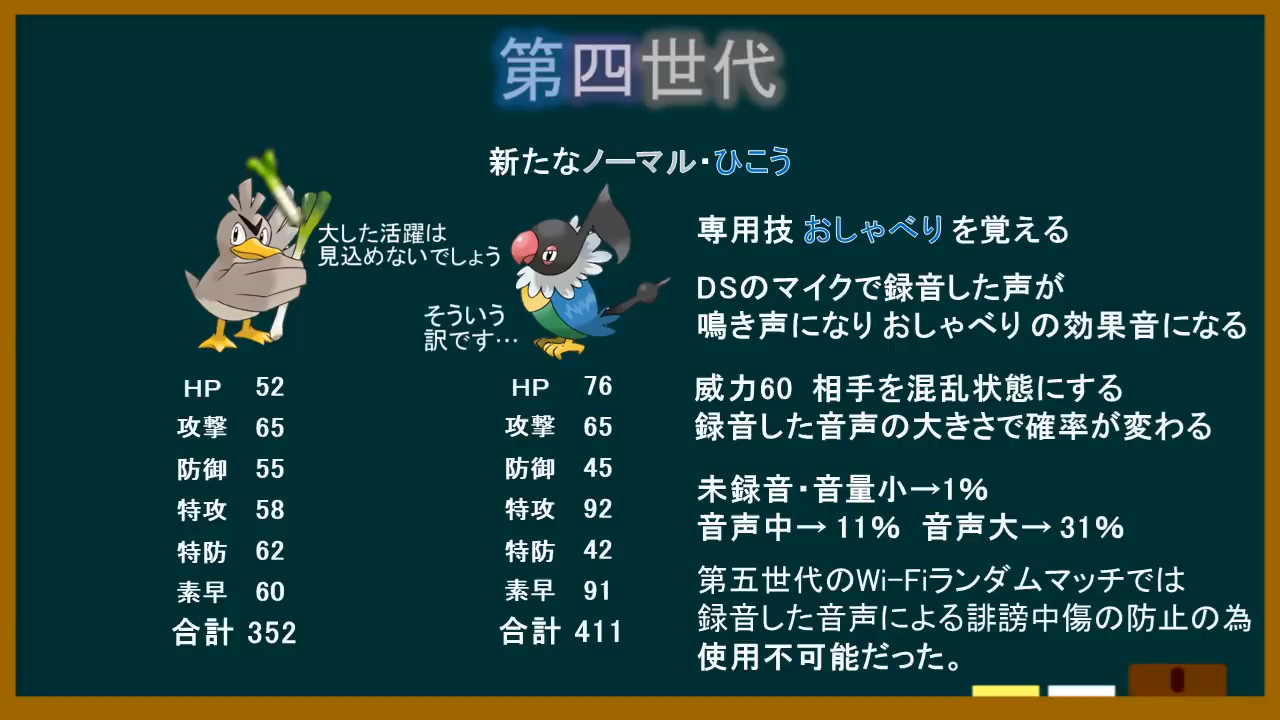 第四世代
新たなノーマル・ひこう
大した活躍は
見込めないでしょう
そういう
訳です…
HP 52
攻撃 65
防御 55
特攻 58
特防 62
素早 60
合計 352
HP 76
攻撃 65
防御 45
特攻 92
特防 42
素早 91
合計 411
専用技 おしゃべり を覚える
DSのマイクで録音した声が
鳴き声になり おしゃべり の効果音になる
威力60 相手を混乱状態にする
録音した音声の大きさで確率が変わる
未録音・音量小→1%
音声中→ 11% 音声大→ 31%
第五世代のWi-Fiランダムマッチでは
録音した音声による誹謗中傷の防止の為
使用不可能だった。